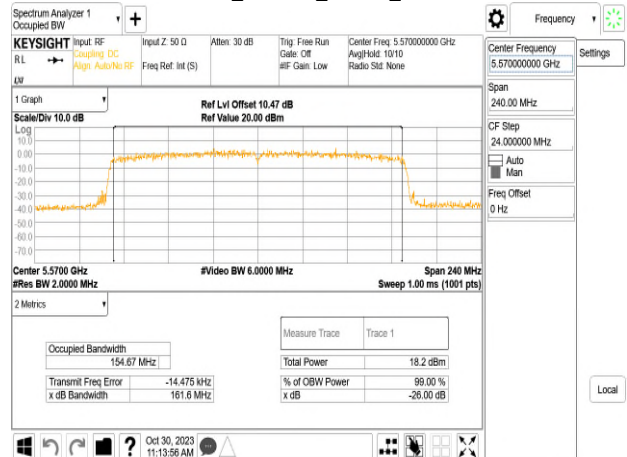 Spectrum Analyzer 1
Occupied BW
Frequency
KEYSIGHT
Input: RF
Coupling: DC
Align: Auto/No RF
Input Z: 50 Ω
Freq Ref: Int (S)
Atten: 30 dB
Trig: Free Run
Gate: Off
#IF Gain: Low
Center Freq: 5.570000000 GHz
Avg|Hold: 10/10
Radio Std: None
RL
LXI
Center Frequency
5.570000000 GHz
Settings
Span
240.00 MHz
CF Step
24.000000 MHz
Auto
Man
Freq Offset
0 Hz
Local
1 Graph
Scale/Div 10.0 dB
Ref Lvl Offset 10.47 dB
Ref Value 20.00 dBm
Log
10.0
0.00
-10.0
-20.0
-30.0
-40.0
-50.0
-60.0
-70.0
Center 5.5700 GHz
#Video BW 6.0000 MHz
Span 240 MHz
#Res BW 2.0000 MHz
Sweep 1.00 ms (1001 pts)
2 Metrics
Measure Trace
Trace 1
Occupied Bandwidth
154.67 MHz
Total Power
18.2 dBm
Transmit Freq Error
-14.475 kHz
% of OBW Power
99.00 %
x dB Bandwidth
161.6 MHz
x dB
-26.00 dB
Oct 30, 2023
11:13:56 AM